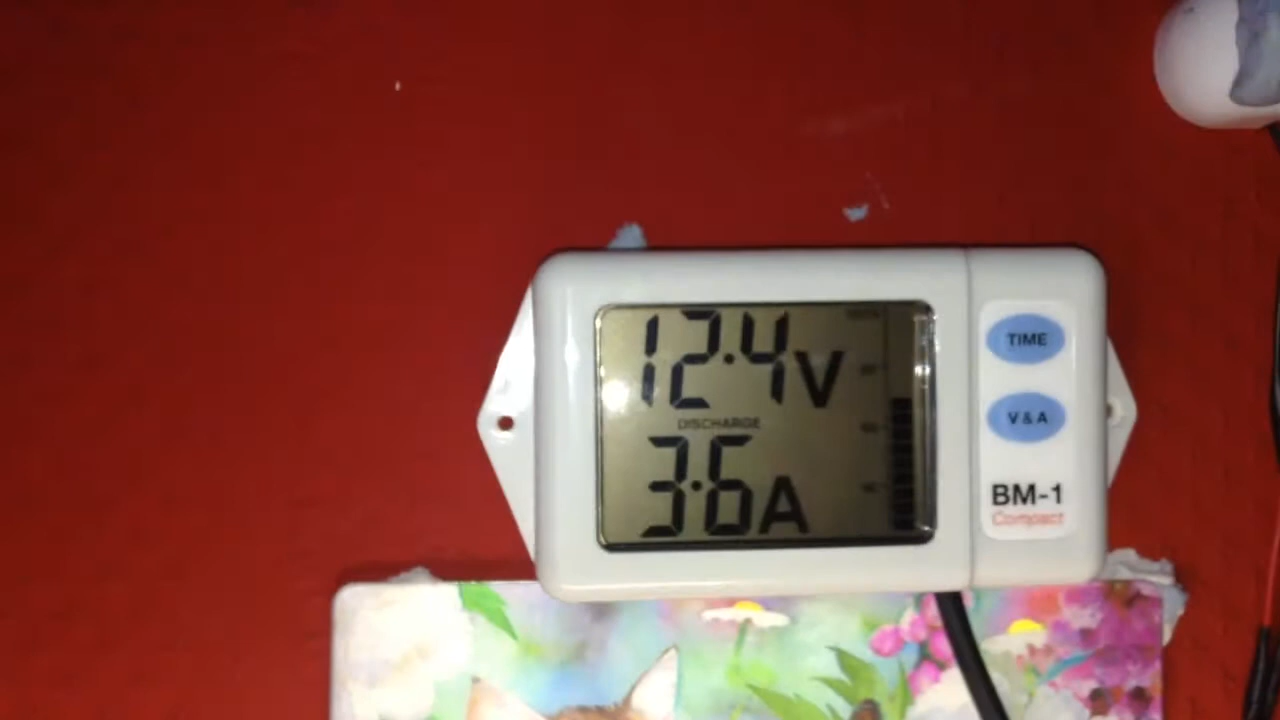 12.4V
DISCHARGE
3.6A
TIME
V & A
BM-1
Compact